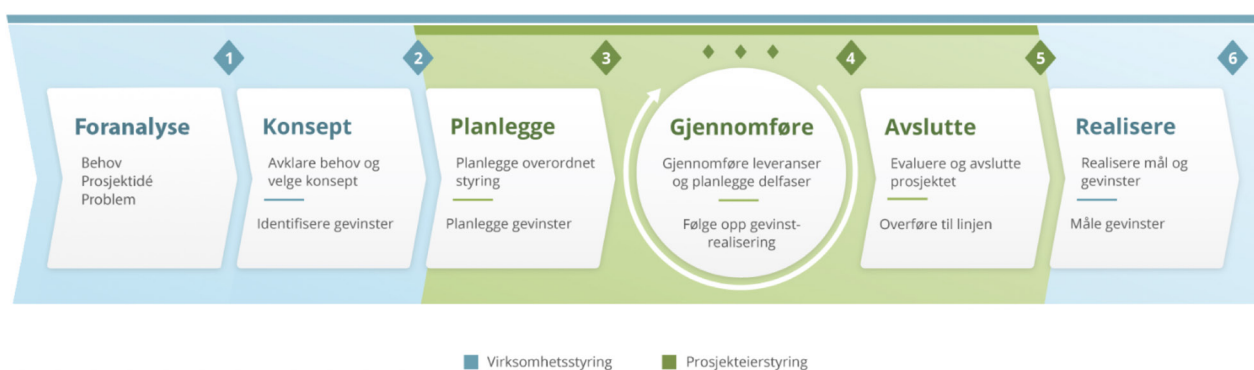 1
2
3
4
5
6
Foranalyse
Behov
Prosjektidé
Problem
Konsept
Avklare behov og
velge konsept
Identifisere gevinster
Planlegge
Planlegge overordnet
styring
Planlegge gevinster
Gjennomføre
Gjennomføre leveranser
og planlegge delfaser
Følge opp gevinst-
realisering
Avslutte
Evaluere og avslutte
prosjektet
Overføre til linjen
Realisere
Realisere mål og
gevinster
Måle gevinster
Virksomhetsstyring
Prosjekteierstyring